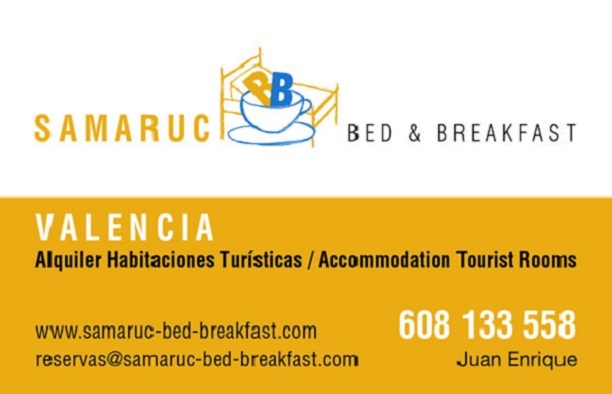 BB
SAMARUC BED & BREAKFAST
VALENCIA
Alquiler Habitaciones Turísticas / Accommodation Tourist Rooms
www.samaruc-bed-breakfast.com 608 133 558
reservas@samaruc-bed-breakfast.com Juan Enrique